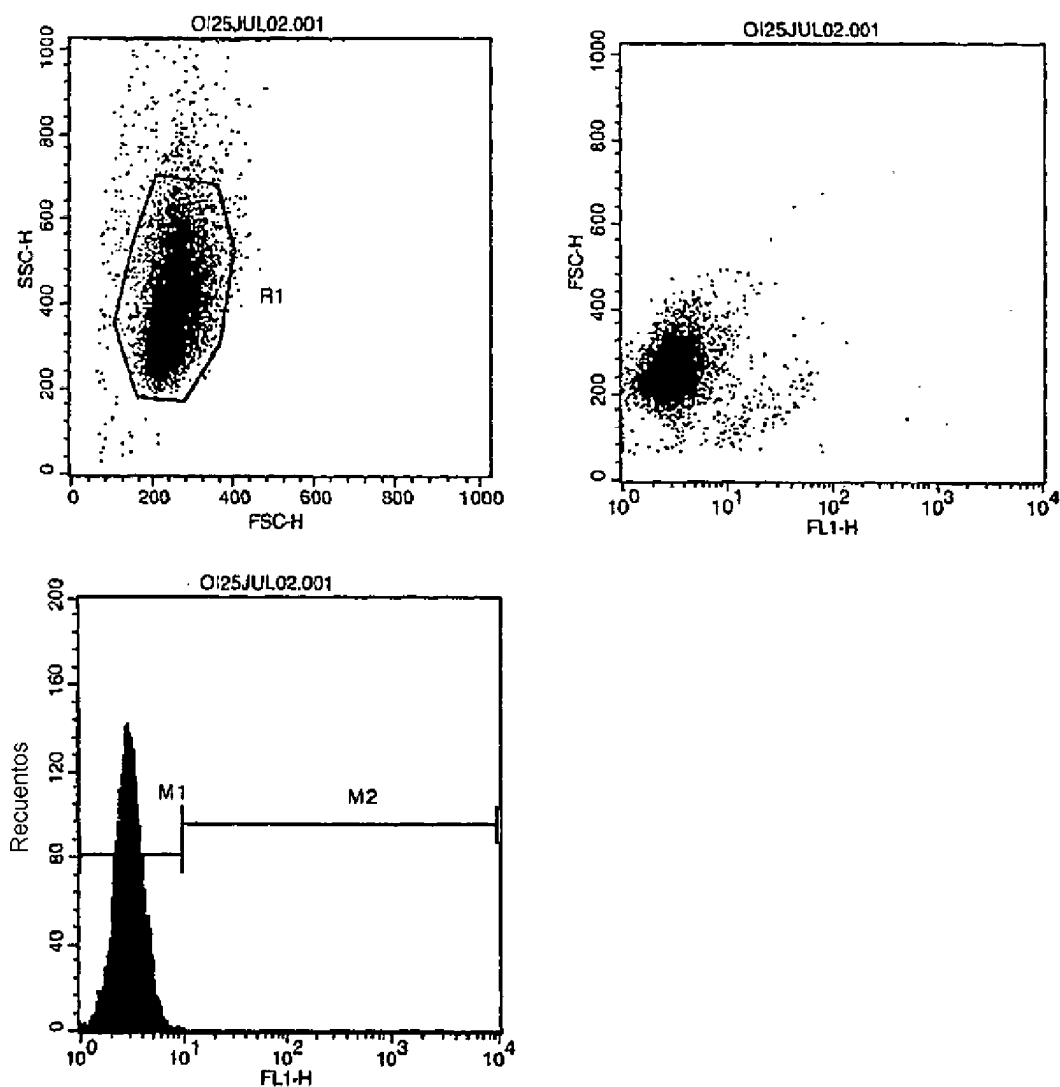 OI25JUL02.001
SSC-H
1000
800
600
400
200
0
R1
0 200 400 600 800 1000
FSC-H
OI25JUL02.001
FSC-H
1000
800
600
400
200
0
10^0 10^1 10^2 10^3 10^4
FL1-H
OI25JUL02.001
Recuentos
200
160
120
80
40
0
M1
M2
10^0 10^1 10^2 10^3 10^4
FL1-H